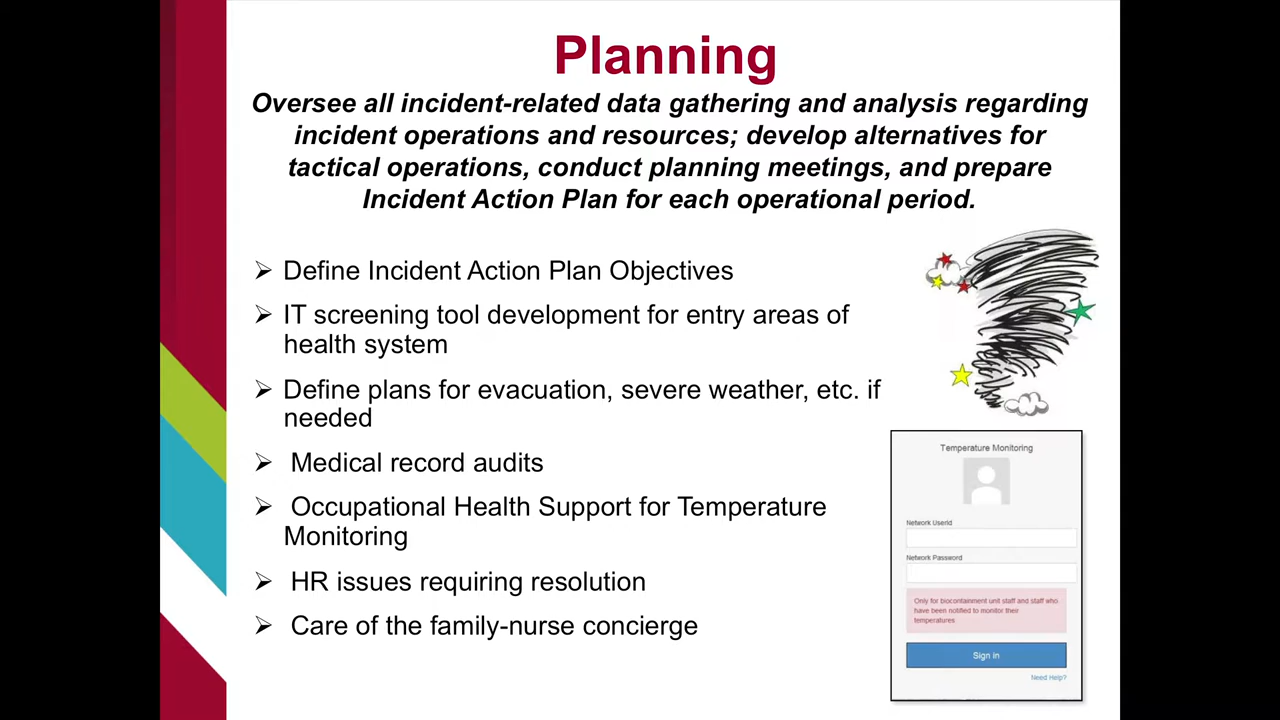 Planning
Oversee all incident-related data gathering and analysis regarding
incident operations and resources; develop alternatives for
tactical operations, conduct planning meetings, and prepare
Incident Action Plan for each operational period.
➢ Define Incident Action Plan Objectives
➢ IT screening tool development for entry areas of
health system
➢ Define plans for evacuation, severe weather, etc. if
needed
➢ Medical record audits
➢ Occupational Health Support for Temperature
Monitoring
➢ HR issues requiring resolution
➢ Care of the family-nurse concierge
Temperature Monitoring
Network UserId
Network Password
Only for biocontainment unit staff and staff who
have been notified to monitor their
temperatures
Sign in
Need Help?